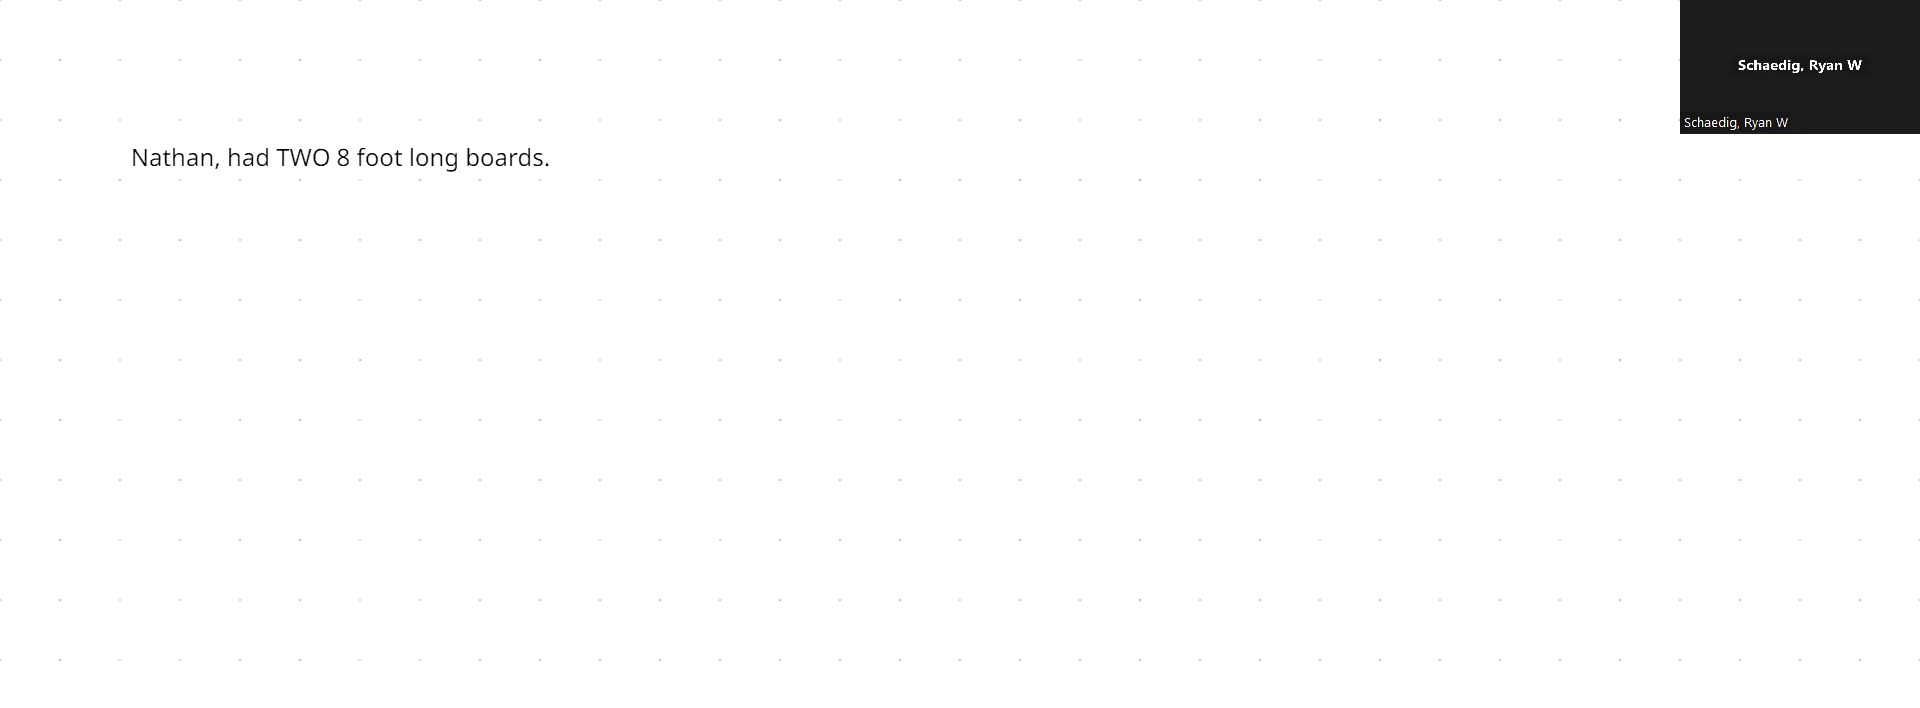 Schaedig, Ryan W
Schaedig, Ryan W
Nathan, had TWO 8 foot long boards.